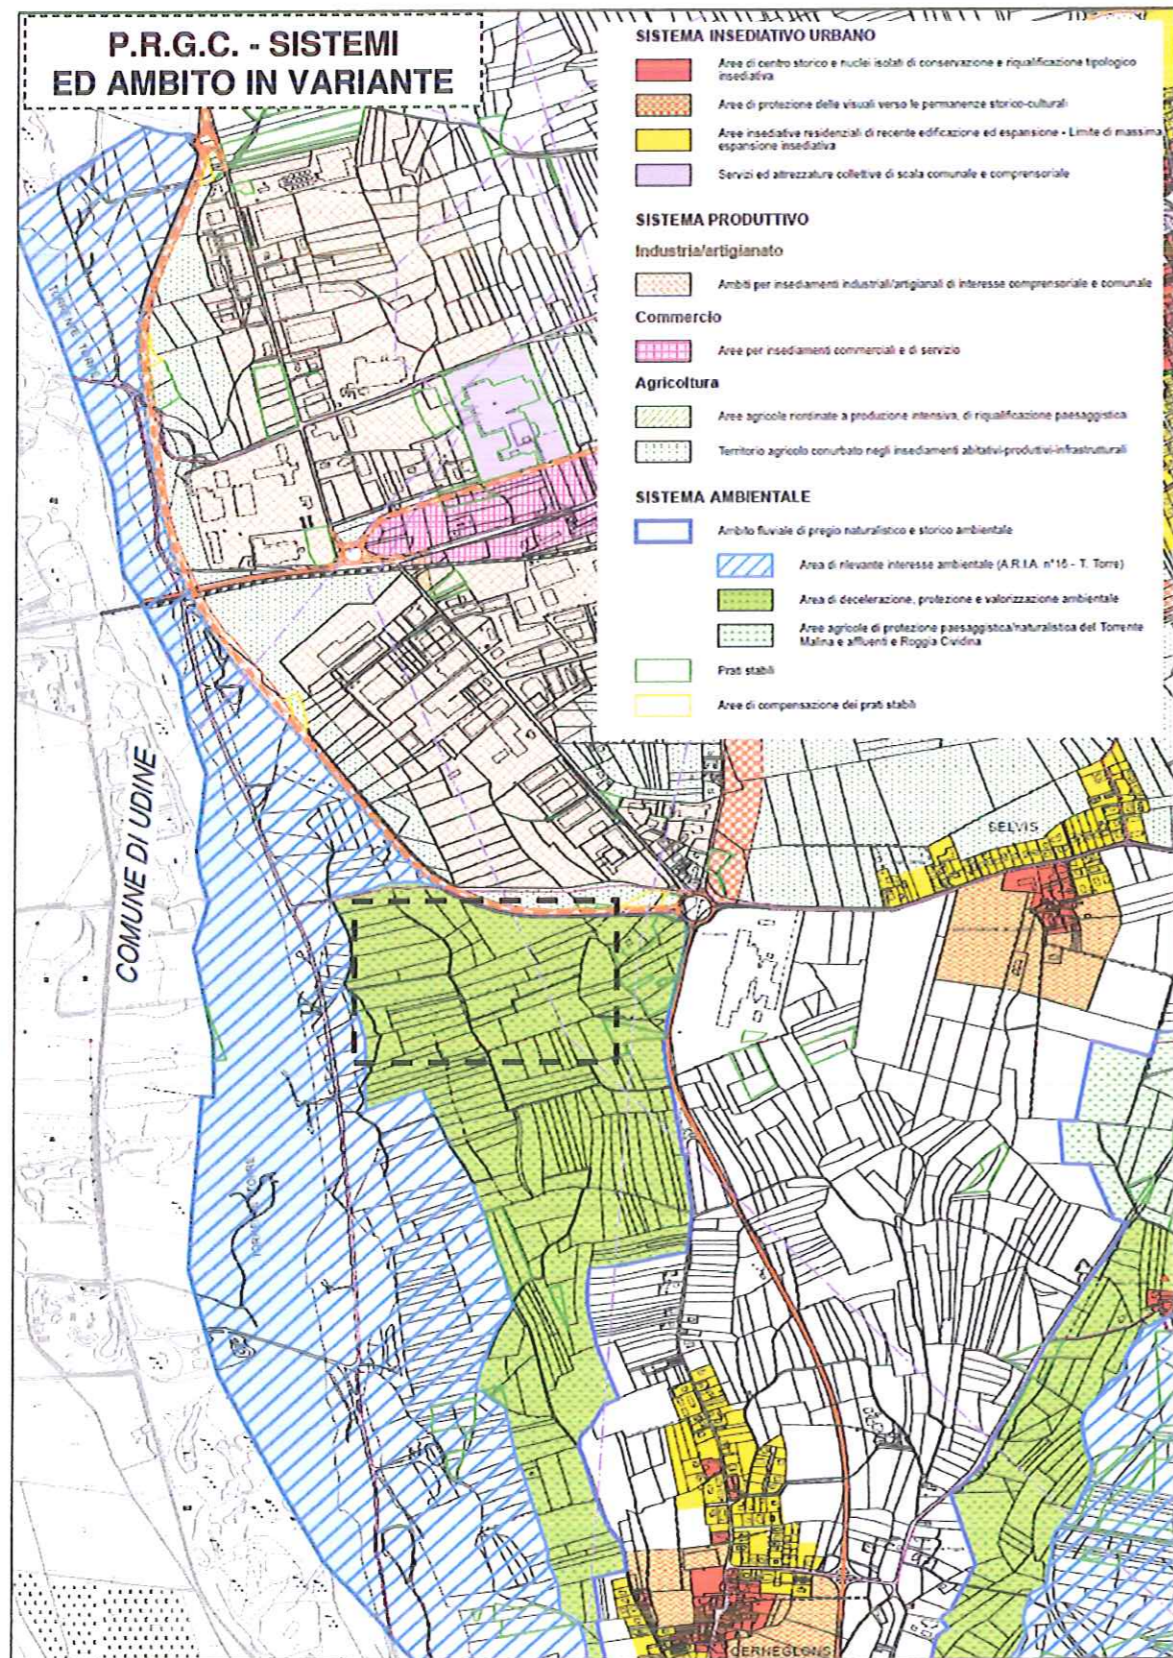 P.R.G.C. - SISTEMI
ED AMBITO IN VARIANTE
SISTEMA INSEDIATIVO URBANO
Aree di centro storico e nuclei isolati di conservazione e riqualificazione tipologico
insediativa
Aree di protezione delle visuali verso le permanenze storico-culturali
Aree insediative residenziali di recente edificazione ed espansione - Limite di massima
espansione insediativa
Servizi ed attrezzature collettive di scala comunale e comprensoriale
SISTEMA PRODUTTIVO
Industria/artigianato
Ambiti per insediamenti industriali/artigianali di interesse comprensoriale e comunale
Commercio
Aree per insediamenti commerciali e di servizio
Agricoltura
Aree agricole riordinate a produzione intensiva, di riqualificazione paesaggistica
Territorio agricolo conurbato negli insediamenti abitativi-produttivi-infrastrutturali
SISTEMA AMBIENTALE
Ambito fluviale di pregio naturalistico e storico ambientale
Area di rilevante interesse ambientale (A.R.I.A. n°16 - T. Torre)
Area di decelerazione, protezione e valorizzazione ambientale
Aree agricole di protezione paesaggistica/naturalistica del Torrente
Malina e affluenti e Roggia Cividina
Prati stabili
Aree di compensazione dei prati stabili
TORRENTE TORRE
COMUNE DI UDINE
SELVIS
TORRENTE TORRE
CERNEGLONS